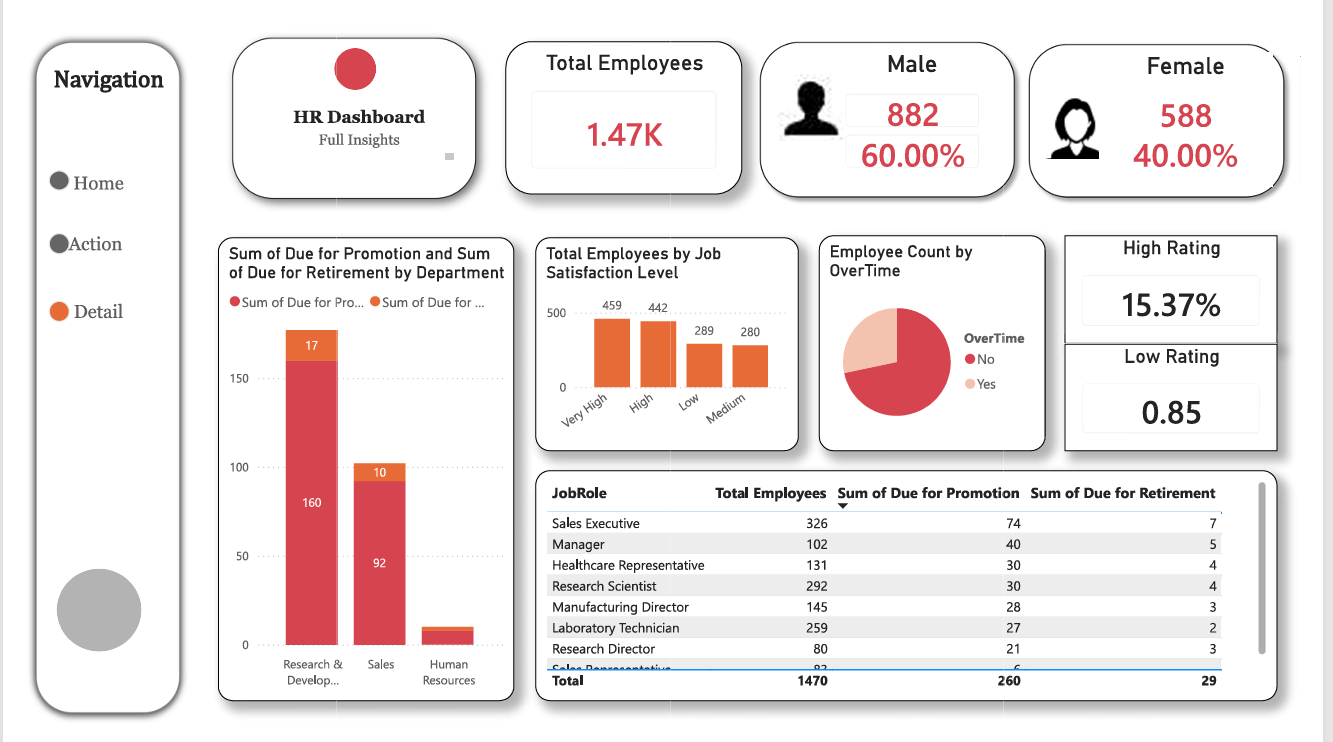 Navigation
Home
Action
Detail
HR Dashboard
Full Insights
Total Employees
1.47K
Male
882
60.00%
Female
588
40.00%
Sum of Due for Promotion and Sum
of Due for Retirement by Department
Sum of Due for Pro... Sum of Due for ...
17
150
100
10
160
50
92
0
Research &
Develop...
Sales
Human
Resources
Total Employees by Job
Satisfaction Level
500
459
442
289
280
0
Very High
High
Low
Medium
Employee Count by
OverTime
OverTime
No
Yes
High Rating
15.37%
Low Rating
0.85
JobRole Total Employees Sum of Due for Promotion Sum of Due for Retirement
Sales Executive 326 74 7
Manager 102 40 5
Healthcare Representative 131 30 4
Research Scientist 292 30 4
Manufacturing Director 145 28 3
Laboratory Technician 259 27 2
Research Director 80 21 3
Sales Representative 83 6
Total 1470 260 29